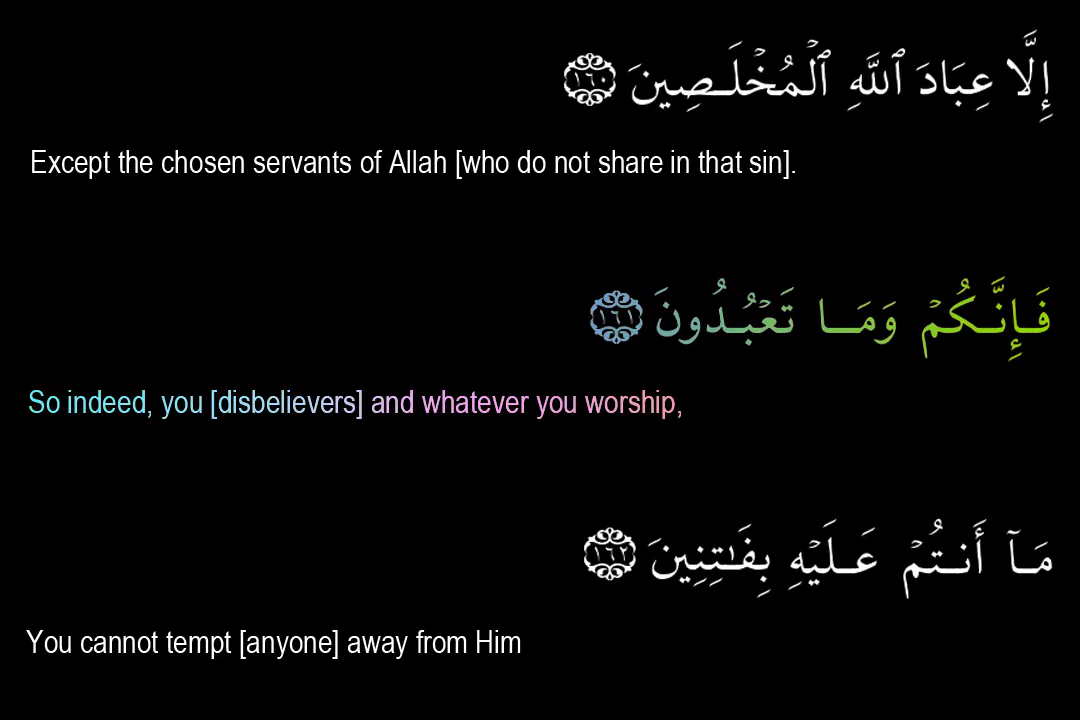 إِلَّا عِبَادَ ٱللَّهِ ٱلْمُخْلَصِينَ ١٦٠
Except the chosen servants of Allah [who do not share in that sin].
فَإِنَّكُمْ وَمَا تَعْبُدُونَ ١٦١
So indeed, you [disbelievers] and whatever you worship,
مَآ أَنتُمْ عَلَيْهِ بِفَـٰتِنِينَ ١٦٢
You cannot tempt [anyone] away from Him